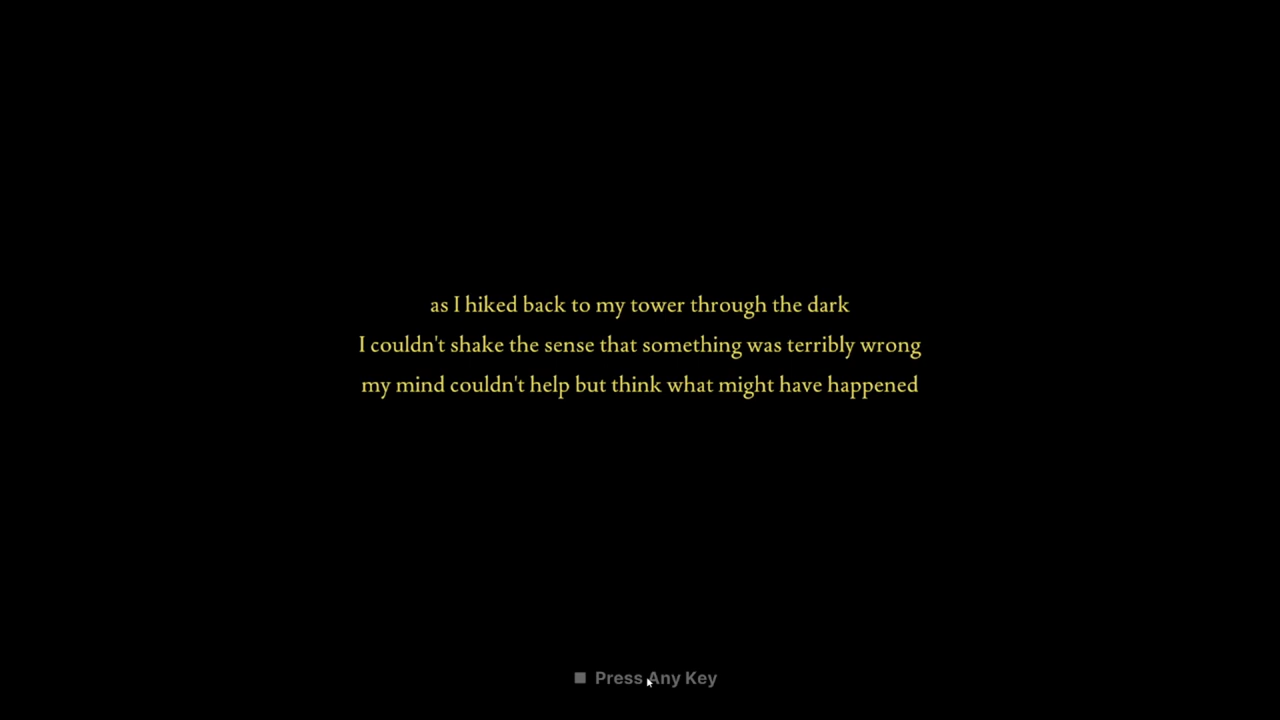 as I hiked back to my tower through the dark
I couldn't shake the sense that something was terribly wrong
my mind couldn't help but think what might have happened
Press Any Key